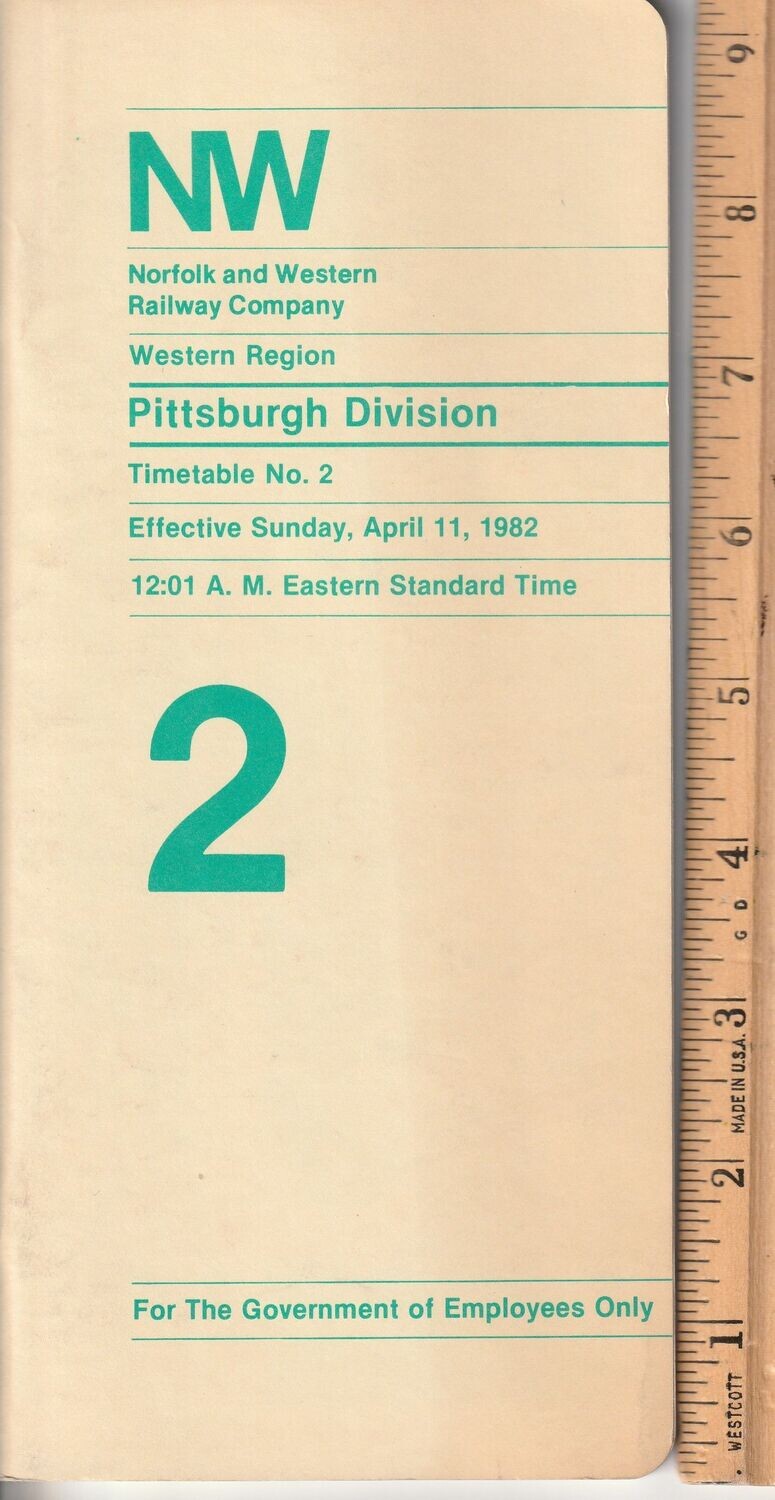 NW
Norfolk and Western
Railway Company
Western Region
Pittsburgh Division
Timetable No. 2
Effective Sunday, April 11, 1982
12:01 A. M. Eastern Standard Time
2
For The Government of Employees Only
9
8
7
6
5
4
G D
3
MADE IN U.S.A.
2
1
WESTCOTT